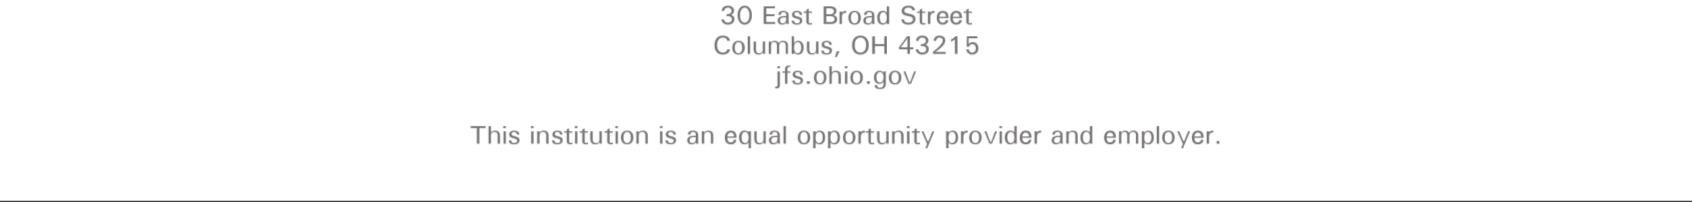 30 East Broad Street
Columbus, OH 43215
jfs.ohio.gov
This institution is an equal opportunity provider and employer.